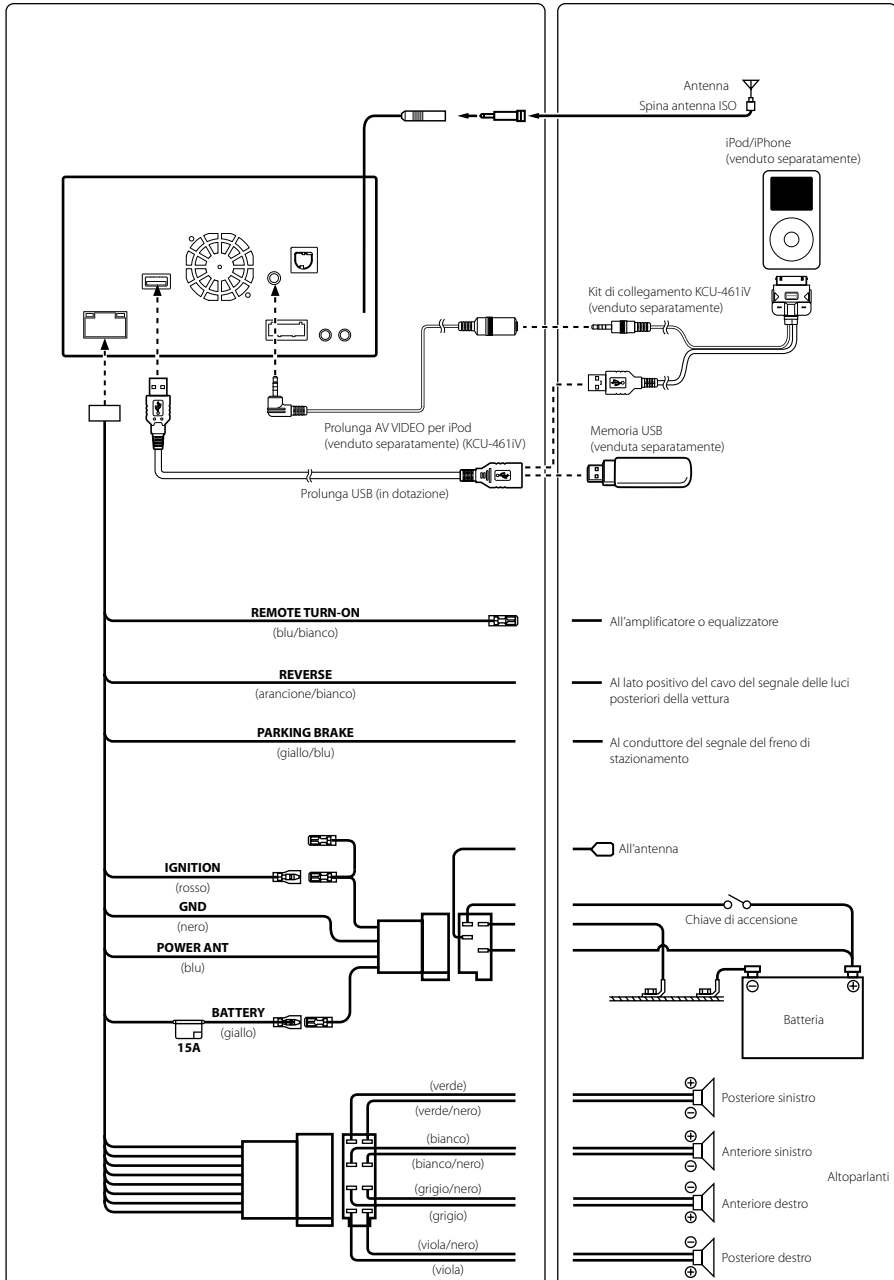 Antenna
Spina antenna ISO
iPod/iPhone
(venduto separatamente)
Kit di collegamento KCU-461iV
(venduto separatamente)
Prolunga AV VIDEO per iPod
(venduto separatamente) (KCU-461iV)
Memoria USB
(venduta separatamente)
Prolunga USB (in dotazione)
REMOTE TURN-ON
(blu/bianco)
All'amplificatore o equalizzatore
REVERSE
(arancione/bianco)
Al lato positivo del cavo del segnale delle luci
posteriori della vettura
PARKING BRAKE
(giallo/blu)
Al conduttore del segnale del freno di
stazionamento
All'antenna
IGNITION
(rosso)
GND
(nero)
Chiave di accensione
POWER ANT
(blu)
BATTERY
(giallo)
15A
⊖
⊕
Batteria
(verde)
(verde/nero)
⊕
⊖
Posteriore sinistro
(bianco)
(bianco/nero)
⊕
⊖
Anteriore sinistro
Altoparlanti
(grigio/nero)
(grigio)
⊖
⊕
Anteriore destro
(viola/nero)
(viola)
⊖
⊕
Posteriore destro